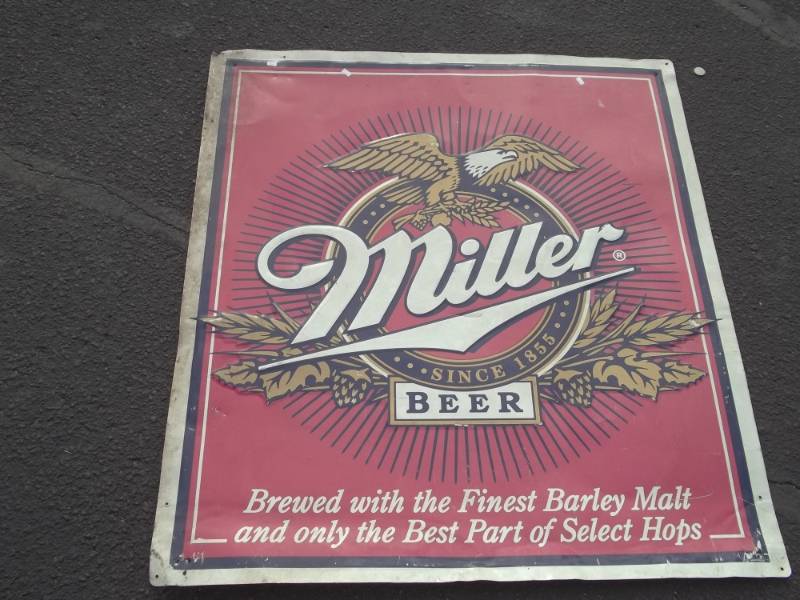 Miller®
SINCE 1855
BEER
Brewed with the Finest Barley Malt
and only the Best Part of Select Hops